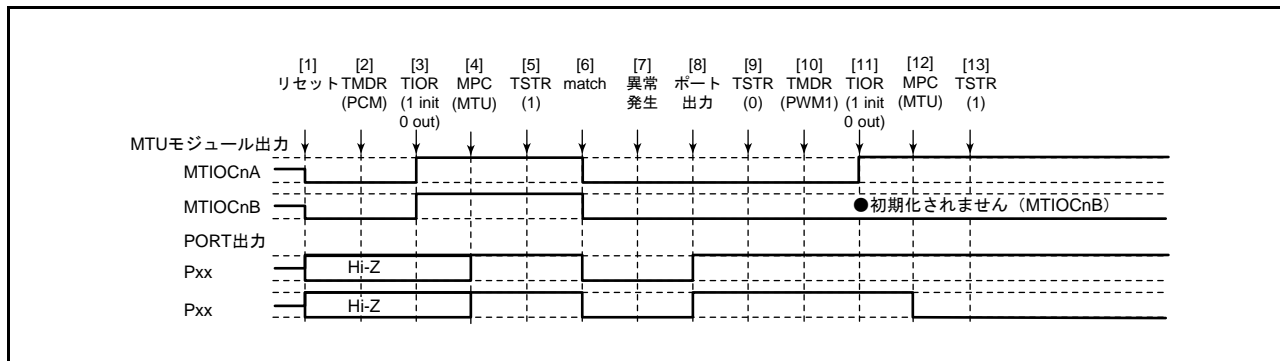 [1] [2] [3] [4] [5] [6] [7] [8] [9] [10] [11] [12] [13]
リセット TMDR TIOR MPC TSTR match 異常 ポート TSTR TMDR TIOR MPC TSTR
(PCM) (1 init (MTU) (1) 発生 出力 (0) (PWM1) (1 init (MTU) (1)
0 out) 0 out)
MTUモジュール出力
MTIOCnA
MTIOCnB ●初期化されません（MTIOCnB）
PORT出力
Pxx Hi-Z
Pxx Hi-Z